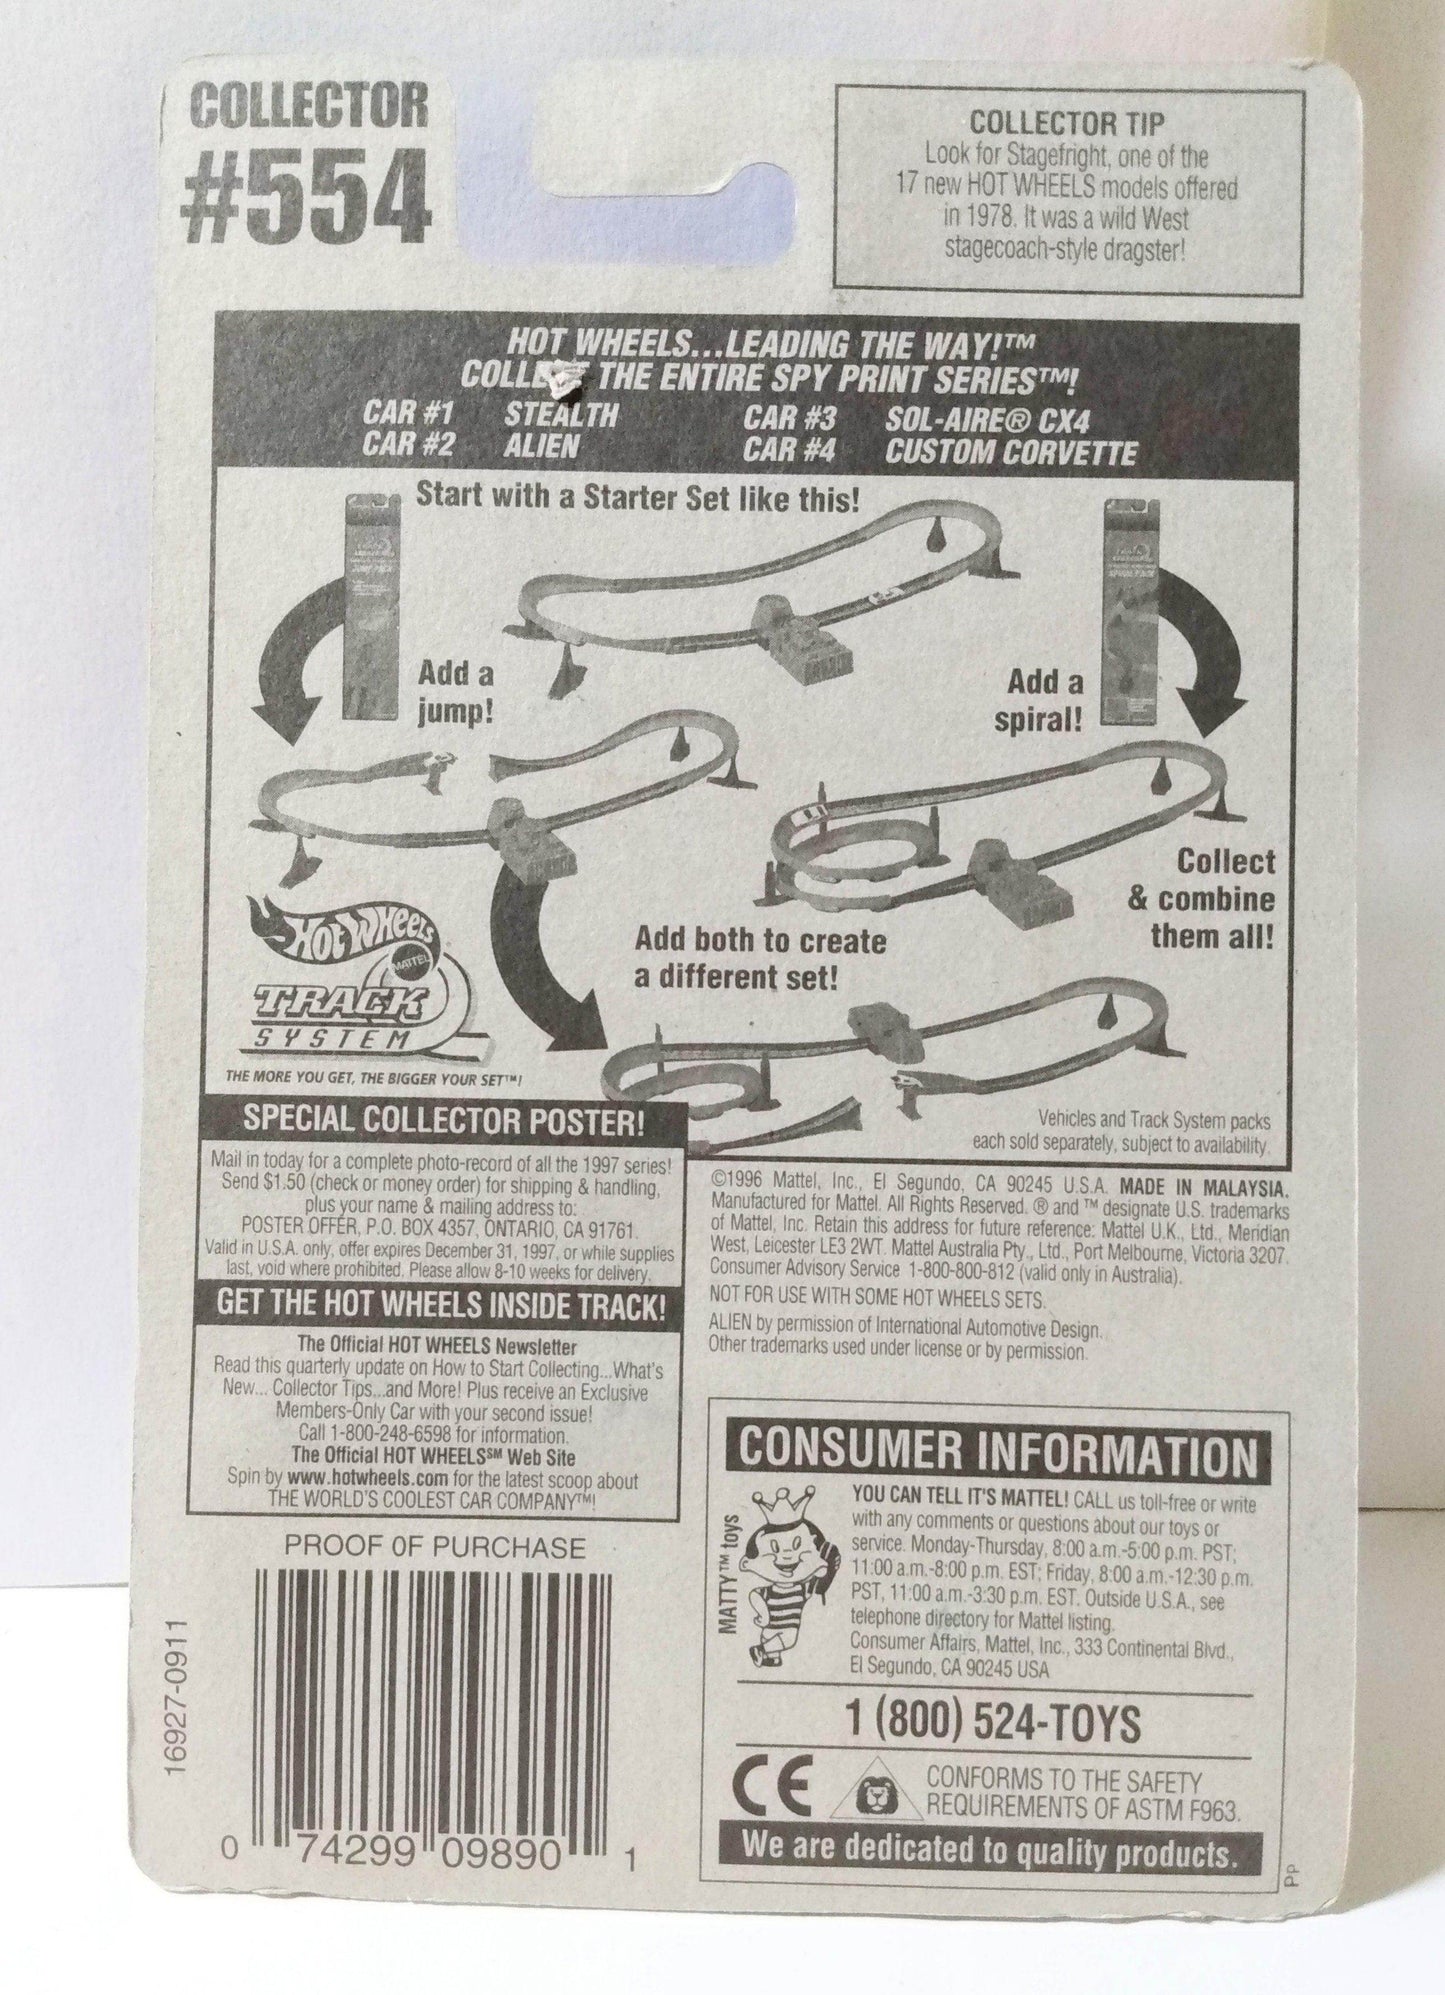 COLLECTOR
#554
COLLECTOR TIP
Look for Stagefright, one of the
17 new HOT WHEELS models offered
in 1978. It was a wild West
stagecoach-style dragster!
HOT WHEELS...LEADING THE WAY!™
THE ENTIRE SPY PRINT SERIES™!
CAR #1 STEALTH CAR #3 SOL-AIRE® CX4
CAR #2 ALIEN CAR #4 CUSTOM CORVETTE
Start with a Starter Set like this!
Add a
jump!
Add a
spiral!
Collect
& combine
them all!
Add both to create
a different set!
Hot Wheels
MATTEL
TRACK
SYSTEM
THE MORE YOU GET, THE BIGGER YOUR SET™!
Vehicles and Track System packs
each sold separately, subject to availability.
SPECIAL COLLECTOR POSTER!
Mail in today for a complete photo-record of all the 1997 series!
Send $1.50 (check or money order) for shipping & handling,
plus your name & mailing address to:
POSTER OFFER, P.O. BOX 4357, ONTARIO, CA 91761.
Valid in U.S.A. only, offer expires December 31, 1997, or while supplies
last, void where prohibited. Please allow 8-10 weeks for delivery.
GET THE HOT WHEELS INSIDE TRACK!
The Official HOT WHEELS Newsletter
Read this quarterly update on How to Start Collecting...What's
New... Collector Tips...and More! Plus receive an Exclusive
Members-Only Car with your second issue!
Call 1-800-248-6598 for information.
The Official HOT WHEELS℠ Web Site
Spin by www.hotwheels.com for the latest scoop about
THE WORLD'S COOLEST CAR COMPANY™!
©1996 Mattel, Inc., El Segundo, CA 90245 U.S.A. MADE IN MALAYSIA.
Manufactured for Mattel. All Rights Reserved. ® and ™ designate U.S. trademarks
of Mattel, Inc. Retain this address for future reference: Mattel U.K., Ltd., Meridian
West, Leicester LE3 2WT. Mattel Australia Pty., Ltd., Port Melbourne, Victoria 3207.
Consumer Advisory Service 1-800-800-812 (valid only in Australia).
NOT FOR USE WITH SOME HOT WHEELS SETS.
ALIEN by permission of International Automotive Design.
Other trademarks used under license or by permission.
PROOF OF PURCHASE
16927-0911
0 74299 09890 1
CONSUMER INFORMATION
MATTY™ toys
YOU CAN TELL IT'S MATTEL! CALL us toll-free or write
with any comments or questions about our toys or
service. Monday-Thursday, 8:00 a.m.-5:00 p.m. PST;
11:00 a.m.-8:00 p.m. EST; Friday, 8:00 a.m.-12:30 p.m.
PST, 11:00 a.m.-3:30 p.m. EST. Outside U.S.A., see
telephone directory for Mattel listing.
Consumer Affairs, Mattel, Inc., 333 Continental Blvd.,
El Segundo, CA 90245 USA
1 (800) 524-TOYS
CE
CONFORMS TO THE SAFETY
REQUIREMENTS OF ASTM F963.
We are dedicated to quality products.
Pp